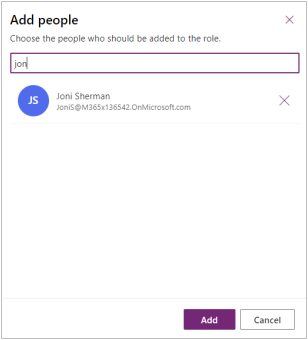 Add people
Choose the people who should be added to the role.
jon
JS
Joni Sherman
JoniS@M365x136542.OnMicrosoft.com
Add
Cancel